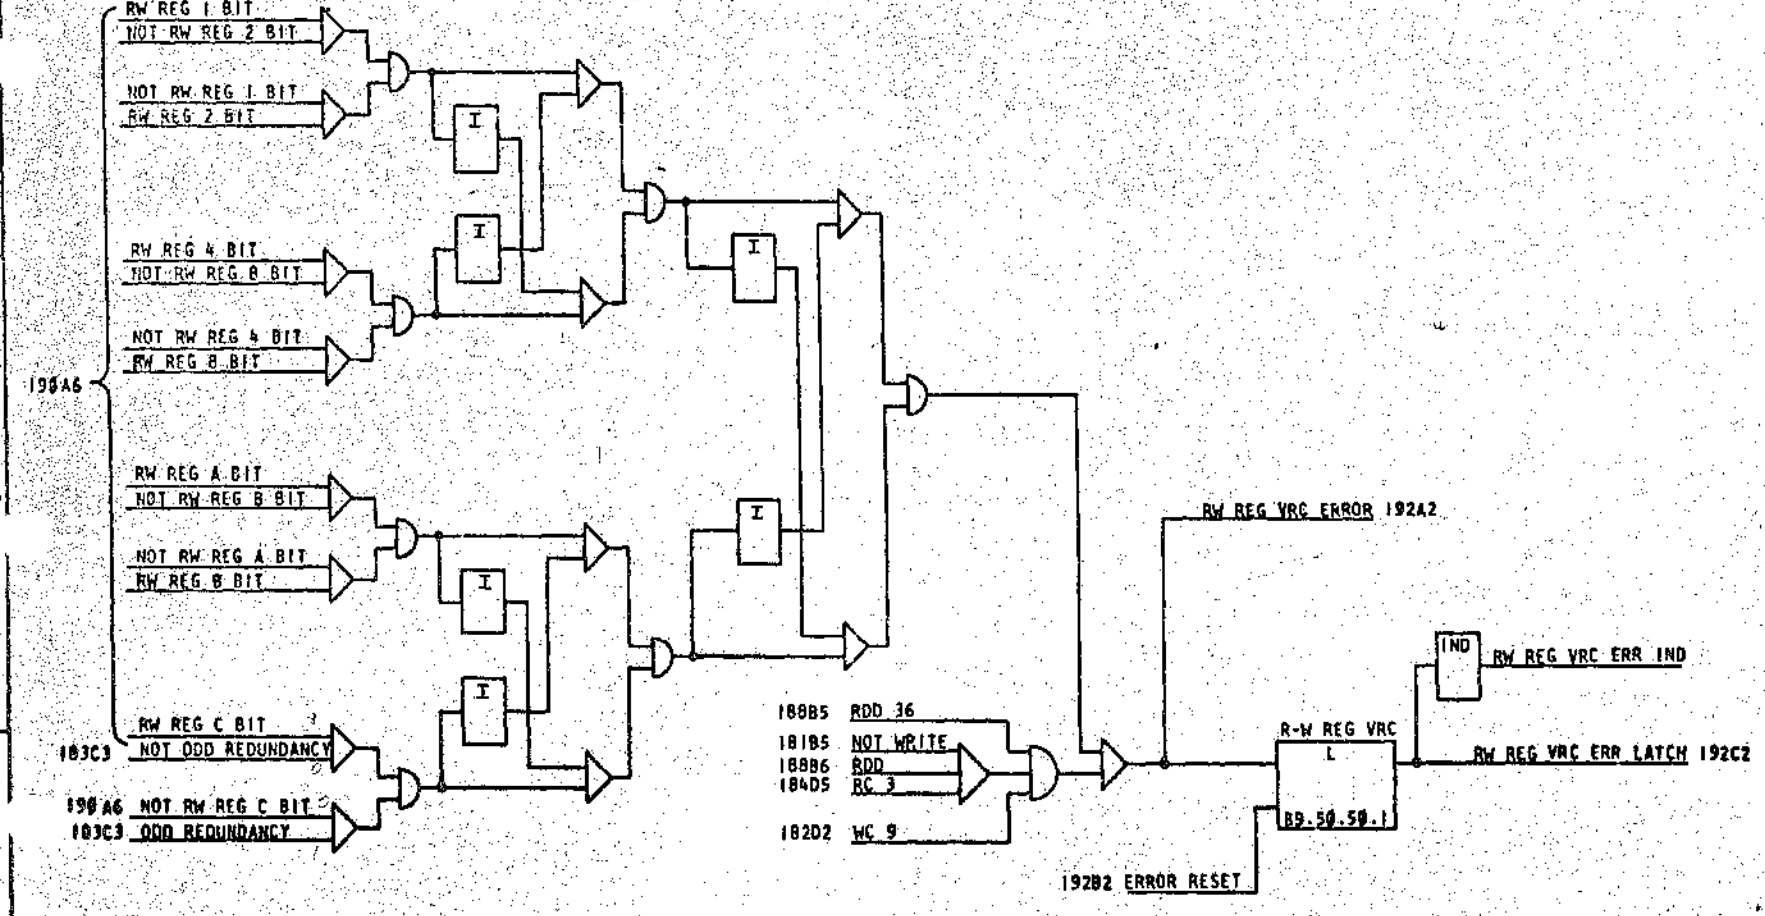 RW REG 1 BIT
NOT RW REG 2 BIT
NOT RW REG 1 BIT
RW REG 2 BIT
I
I
I
RW REG 4 BIT
NOT RW REG 8 BIT
NOT RW REG 4 BIT
RW REG 8 BIT
190A6
RW REG A BIT
NOT RW REG B BIT
NOT RW REG A BIT
RW REG B BIT
I
I
I
RW REG VRC ERROR 192A2
IND
RW REG VRC ERR IND
RW REG C BIT
183C3 NOT ODD REDUNDANCY
190A6 NOT RW REG C BIT
183C3 ODD REDUNDANCY
188B5 RDD 36
181B5 NOT WRITE
188B6 RDD
184D5 RC 3
182D2 WC 9
R-W REG VRC
L
B9.50.50.1
RW REG VRC ERR LATCH 192C2
192B2 ERROR RESET